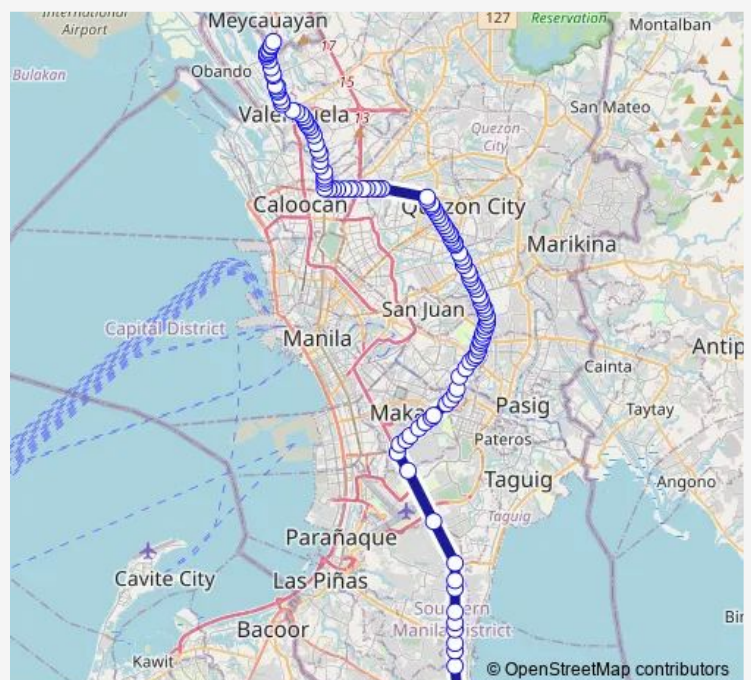 International
Airport
Meycauayan
127
Reservation
Montalban
17
Bulakan
Obando
15
San Mateo
Valenzuela
13
Quezon
City
Caloocan
Quezon City
Marikina
San Juan
Capital District
Manila
Antip
Cainta
Maka
Pasig
Taytay
Pateros
Taguig
Angono
Taguig
Parañaque
Cavite City
Las Piñas
Southern
Manila District
Bacoor
Bir
Kawit
© OpenStreetMap contributors